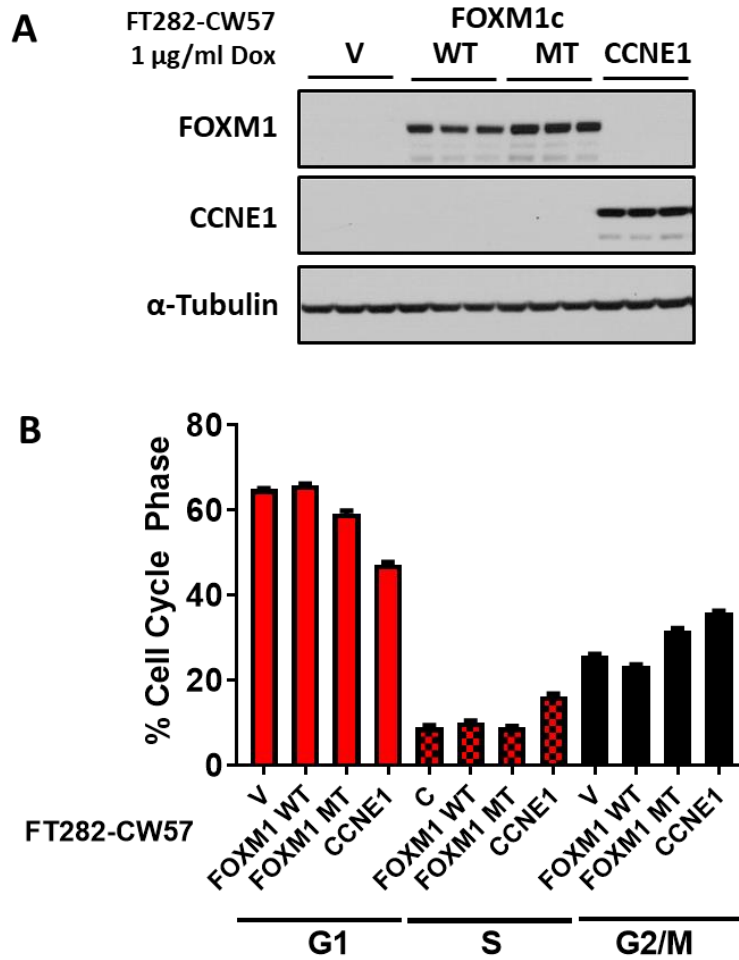 A
FT282-CW57
1 µg/ml Dox
FOXM1c
V WT MT CCNE1
FOXM1
CCNE1
α-Tubulin
B
% Cell Cycle Phase
80
60
40
20
0
V FOXM1 WT FOXM1 MT CCNE1 C FOXM1 WT FOXM1 MT CCNE1 V FOXM1 WT FOXM1 MT CCNE1
FT282-CW57
G1 S G2/M